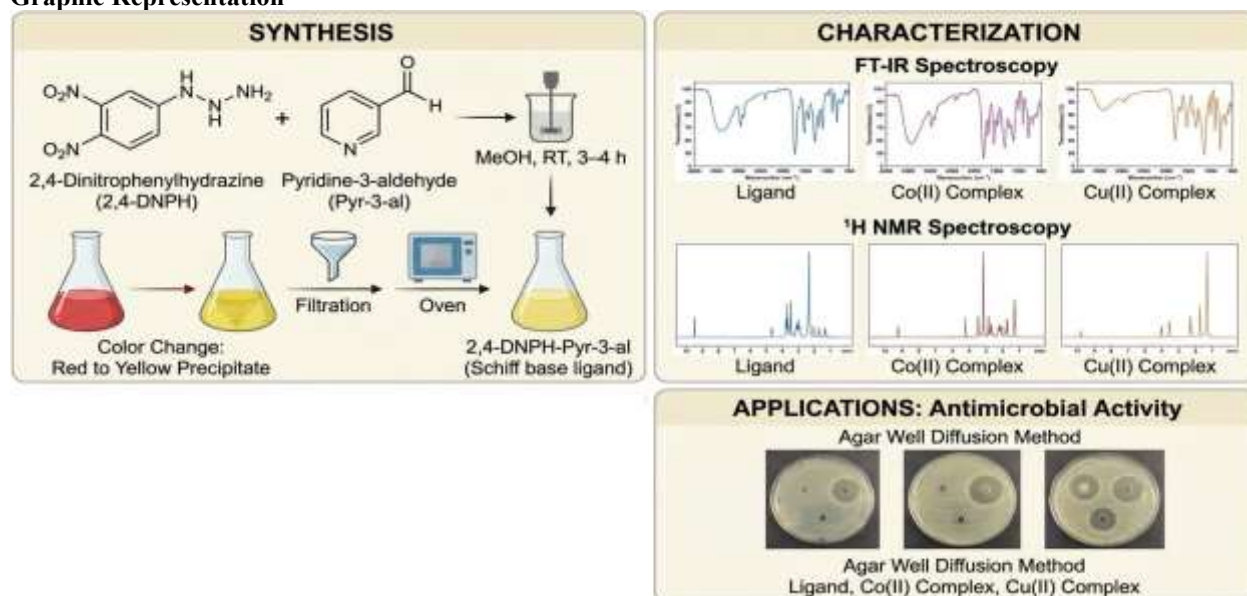 Graphic Representation
SYNTHESIS
O₂N
O₂N
H
N
N
H
NH₂
+
O
H
N
MeOH, RT, 3–4 h
2,4-Dinitrophenylhydrazine
(2,4-DNPH)
Pyridine-3-aldehyde
(Pyr-3-al)
Filtration
Oven
Color Change:
Red to Yellow Precipitate
2,4-DNPH-Pyr-3-al
(Schiff base ligand)
CHARACTERIZATION
FT-IR Spectroscopy
Ligand
Co(II) Complex
Cu(II) Complex
¹H NMR Spectroscopy
Ligand
Co(II) Complex
Cu(II) Complex
APPLICATIONS: Antimicrobial Activity
Agar Well Diffusion Method
Agar Well Diffusion Method
Ligand, Co(II) Complex, Cu(II) Complex